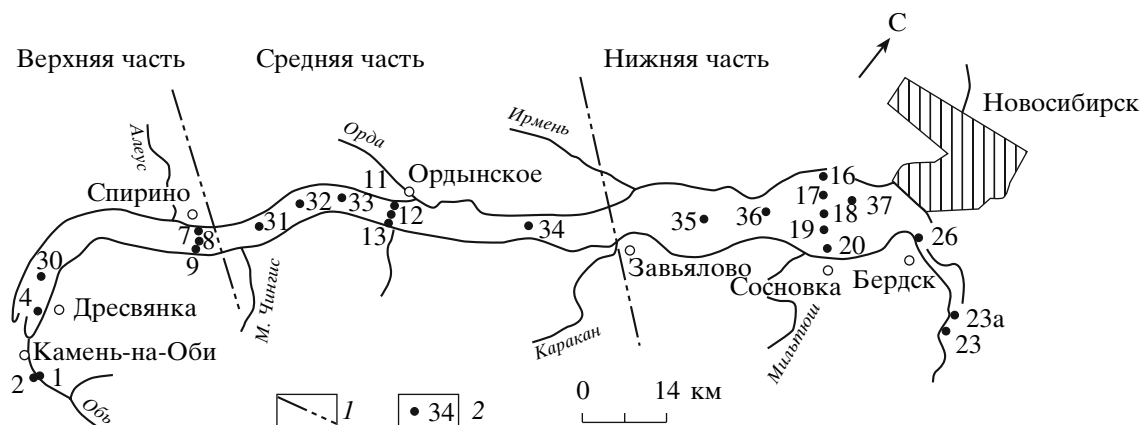 С
Верхняя часть
Средняя часть
Нижняя часть
Новосибирск
Алеус
Орда
Ирмень
Спирино
11
Ордынское
16
17
18
37
7
8
9
31
32
33
12
13
34
35
36
19
20
26
30
4
Дресвянка
М. Чингис
Завьялово
Сосновка
Бердск
Каракан
Мильтюш
23а
23
Камень-на-Оби
2
1
Обь
1
34
2
0 14 км